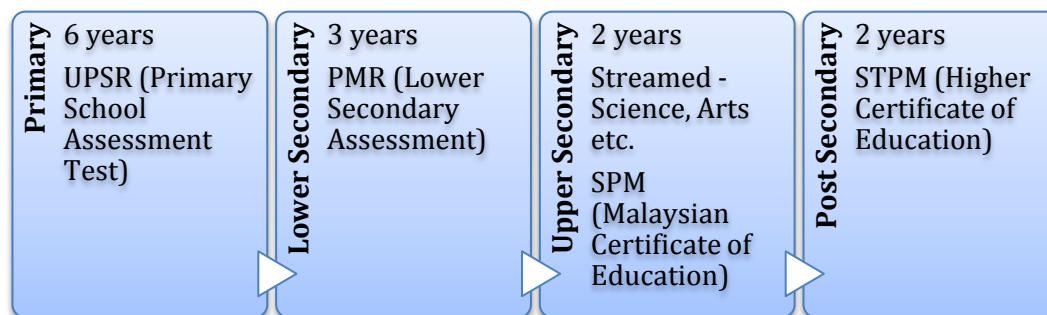 Primary
6 years
UPSR (Primary
School
Assessment
Test)
Lower Secondary
3 years
PMR (Lower
Secondary
Assessment)
Upper Secondary
2 years
Streamed -
Science, Arts
etc.
SPM
(Malaysian
Certificate of
Education)
Post Secondary
2 years
STPM (Higher
Certificate of
Education)